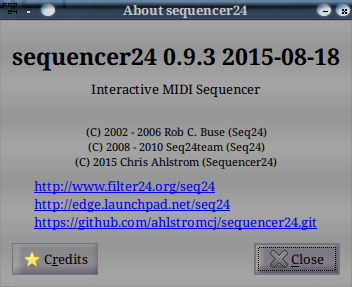 About sequencer24
sequencer24 0.9.3 2015-08-18
Interactive MIDI Sequencer
(C) 2002 - 2006 Rob C. Buse (Seq24)
(C) 2008 - 2010 Seq24team (Seq24)
(C) 2015 Chris Ahlstrom (Sequencer24)
http://www.filter24.org/seq24
http://edge.launchpad.net/seq24
https://github.com/ahlstromcj/sequencer24.git
Credits
Close